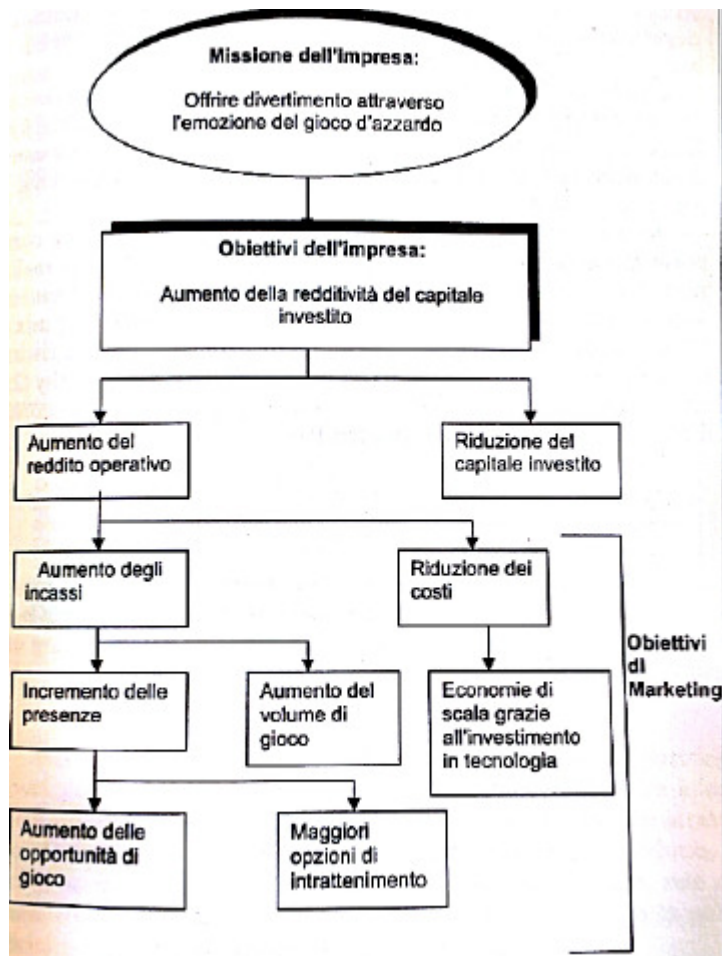 Missione dell'impresa:
Offrire divertimento attraverso
l'emozione del gioco d'azzardo
Obiettivi dell'impresa:
Aumento della redditività del capitale
investito
Aumento del
reddito operativo
Riduzione del
capitale investito
Aumento degli
incassi
Riduzione dei
costi
Obiettivi
di
Marketing
Incremento delle
presenze
Aumento del
volume di
gioco
Economie di
scala grazie
all'investimento
in tecnologia
Aumento delle
opportunità di
gioco
Maggiori
opzioni di
intrattenimento